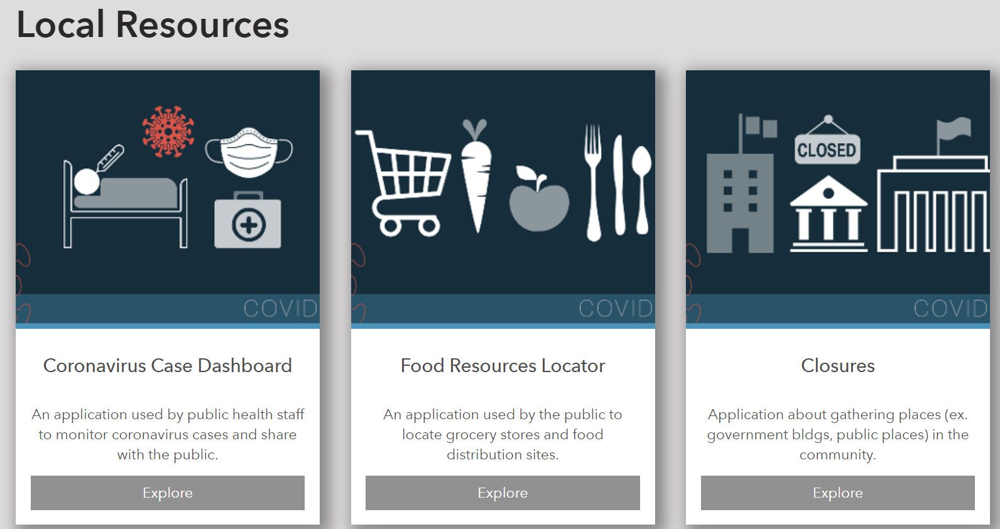 Local Resources
CLOSED
COVID
COVID
COVID
Coronavirus Case Dashboard
An application used by public health staff
to monitor coronavirus cases and share
with the public.
Explore
Food Resources Locator
An application used by the public to
locate grocery stores and food
distribution sites.
Explore
Closures
Application about gathering places (ex.
government bldgs, public places) in the
community.
Explore